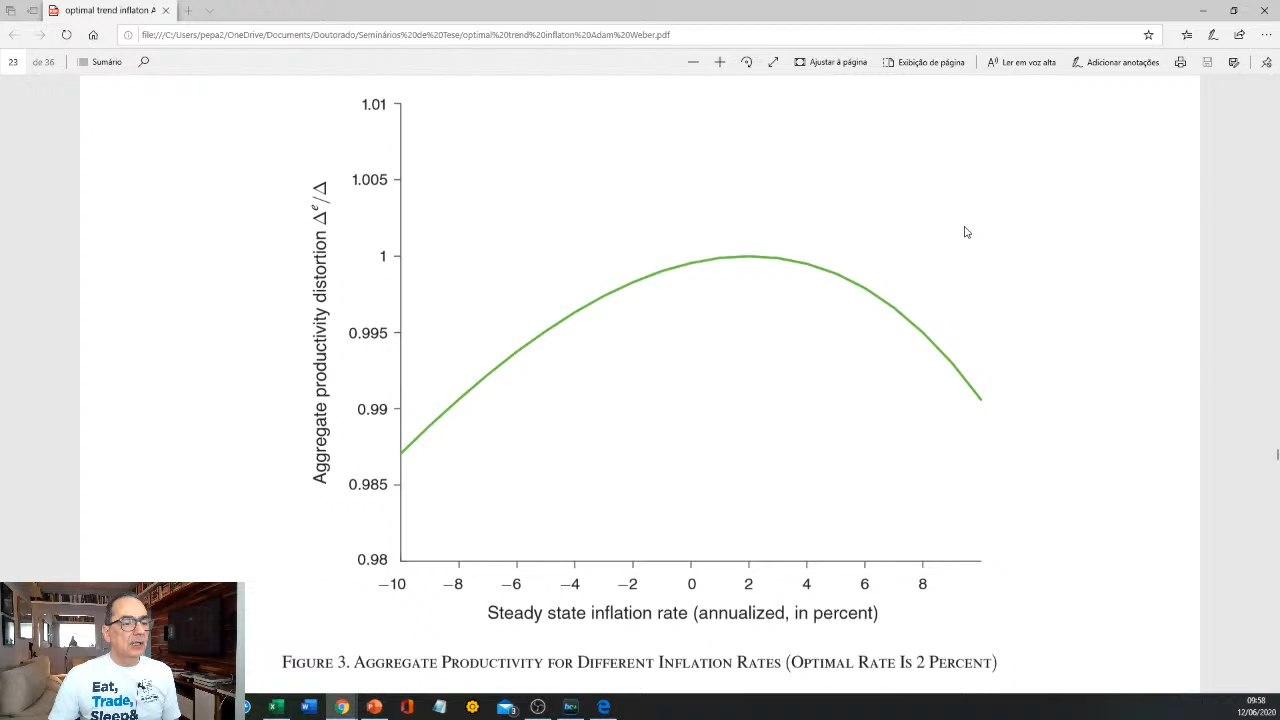 optimal trend inflaton A
file:///C:/Users/pepa2/OneDrive/Documents/Doutorado/Seminários%20de%20Tese/optimal%20trend%20inflaton%20Adam%20Weber.pdf
23 de 36 Sumário Ajustar à página Exibição de página Ler em voz alta Adicionar anotações
1.01
1.005
1
0.995
0.99
0.985
0.98
Aggregate productivity distortion Δᵉ/Δ
−10 −8 −6 −4 −2 0 2 4 6 8
Steady state inflation rate (annualized, in percent)
Figure 3. Aggregate Productivity for Different Inflation Rates (Optimal Rate Is 2 Percent)
Eat,
Trade,
Sleep&
3
09:58
12/06/2020